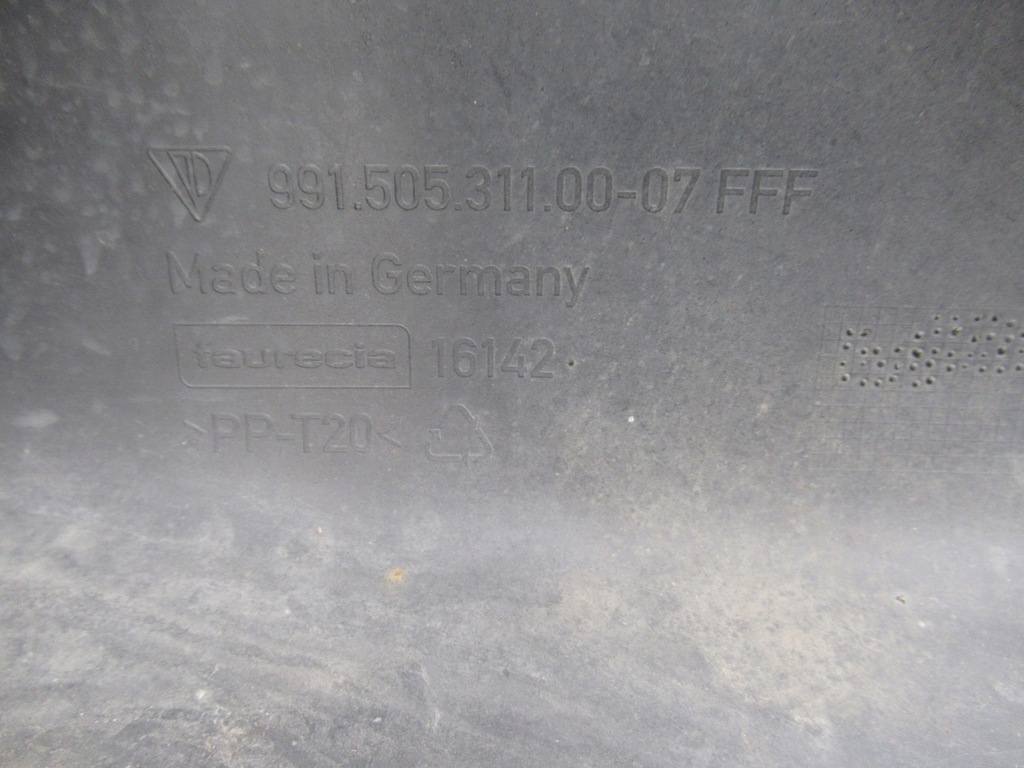 991.505.311.00-07 FFF
Made in Germany
faurecia 16142
>PP-T20<